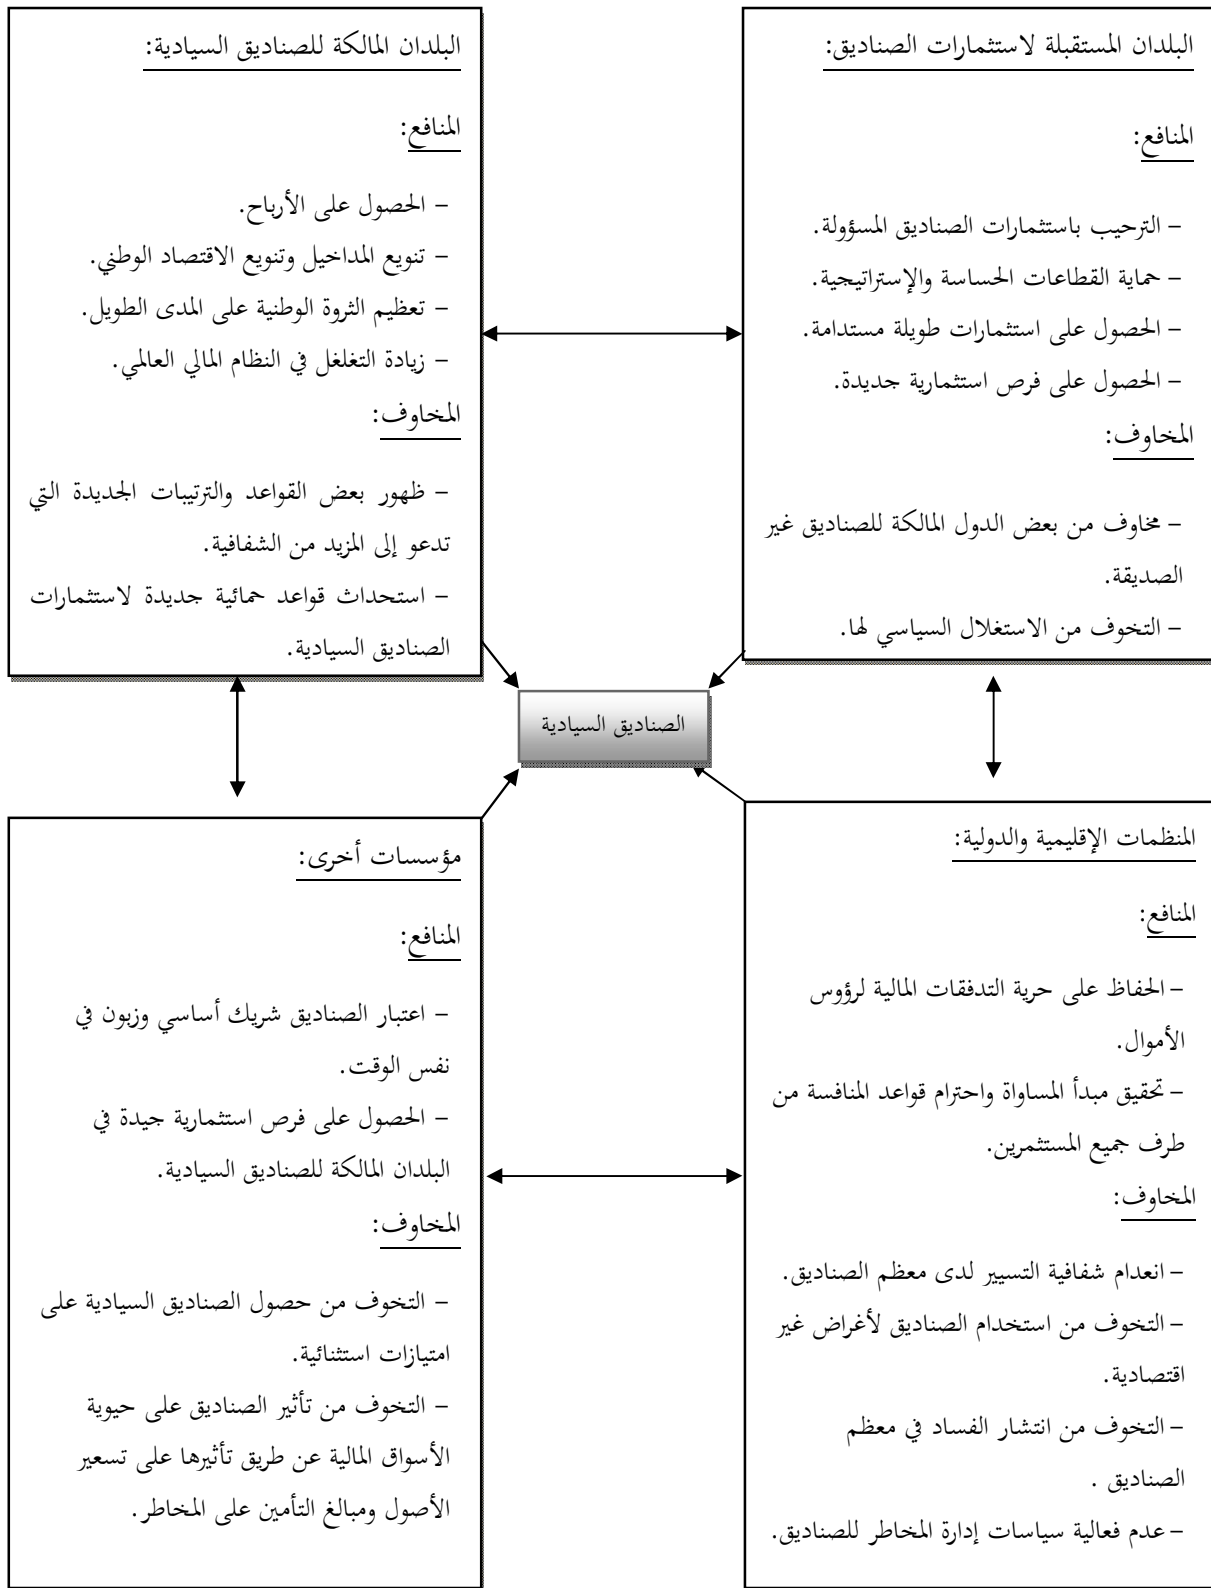 البلدان المستقبلة لاستثمارات الصناديق:
المنافع:
– الترحيب باستثمارات الصناديق المسؤولة.
– حماية القطاعات الحساسة والإستراتيجية.
– الحصول على استثمارات طويلة مستدامة.
– الحصول على فرص استثمارية جديدة.
المخاوف:
– مخاوف من بعض الدول المالكة للصناديق غير
الصديقة.
– التخوف من الاستغلال السياسي لها.
البلدان المالكة للصناديق السيادية:
المنافع:
– الحصول على الأرباح.
– تنويع المداخيل وتنويع الاقتصاد الوطني.
– تعظيم الثروة الوطنية على المدى الطويل.
– زيادة التغلغل في النظام المالي العالمي.
المخاوف:
– ظهور بعض القواعد والترتيبات الجديدة التي
تدعو إلى المزيد من الشفافية.
– استحداث قواعد حمائية جديدة لاستثمارات
الصناديق السيادية.
الصناديق السيادية
المنظمات الإقليمية والدولية:
المنافع:
– الحفاظ على حرية التدفقات المالية لرؤوس
الأموال.
– تحقيق مبدأ المساواة واحترام قواعد المنافسة من
طرف جميع المستثمرين.
المخاوف:
– انعدام شفافية التسيير لدى معظم الصناديق.
– التخوف من استخدام الصناديق لأغراض غير
اقتصادية.
– التخوف من انتشار الفساد في معظم
الصناديق .
– عدم فعالية سياسات إدارة المخاطر للصناديق.
مؤسسات أخرى:
المنافع:
– اعتبار الصناديق شريك أساسي وزبون في
نفس الوقت.
– الحصول على فرص استثمارية جيدة في
البلدان المالكة للصناديق السيادية.
المخاوف:
– التخوف من حصول الصناديق السيادية على
امتيازات استثنائية.
– التخوف من تأثير الصناديق على حيوية
الأسواق المالية عن طريق تأثيرها على تسعير
الأصول ومبالغ التأمين على المخاطر.